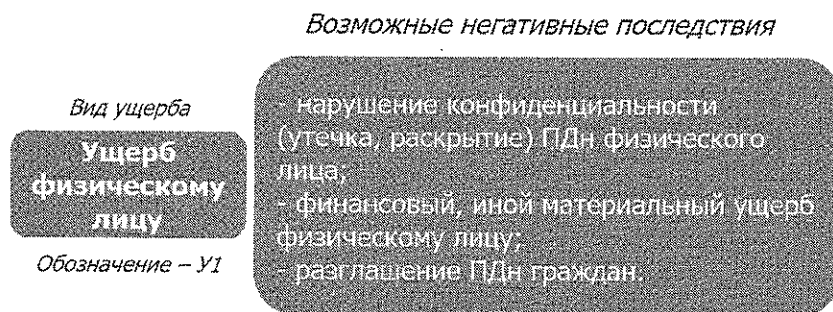 Возможные негативные последствия
Вид ущерба
Ущерб
физическому
лицу
Обозначение – У1
- нарушение конфиденциальности
(утечка, раскрытие) ПДн физического
лица;
- финансовый, иной материальный ущерб
физическому лицу;
- разглашение ПДн граждан.